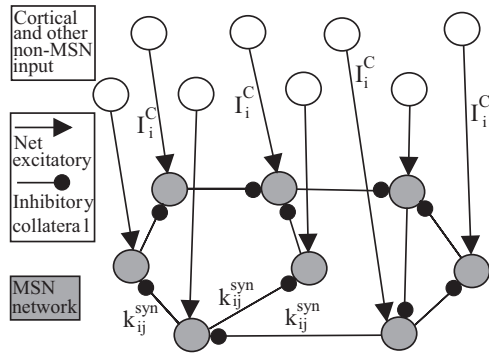 Cortical and other
non-MSN
input
Net
excitatory
Inhibitory
collateral
MSN
network
I_i^C
I_i^C
I_i^C
I_i^C
k_ij^syn
k_ij^syn
k_ij^syn